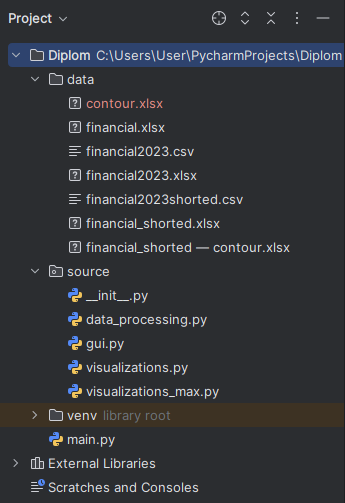 Project
Diplom C:\Users\User\PycharmProjects\Diplom
data
contour.xlsx
financial.xlsx
financial2023.csv
financial2023.xlsx
financial2023shorted.csv
financial_shorted.xlsx
financial_shorted — contour.xlsx
source
__init__.py
data_processing.py
gui.py
visualizations.py
visualizations_max.py
venv library root
main.py
External Libraries
Scratches and Consoles